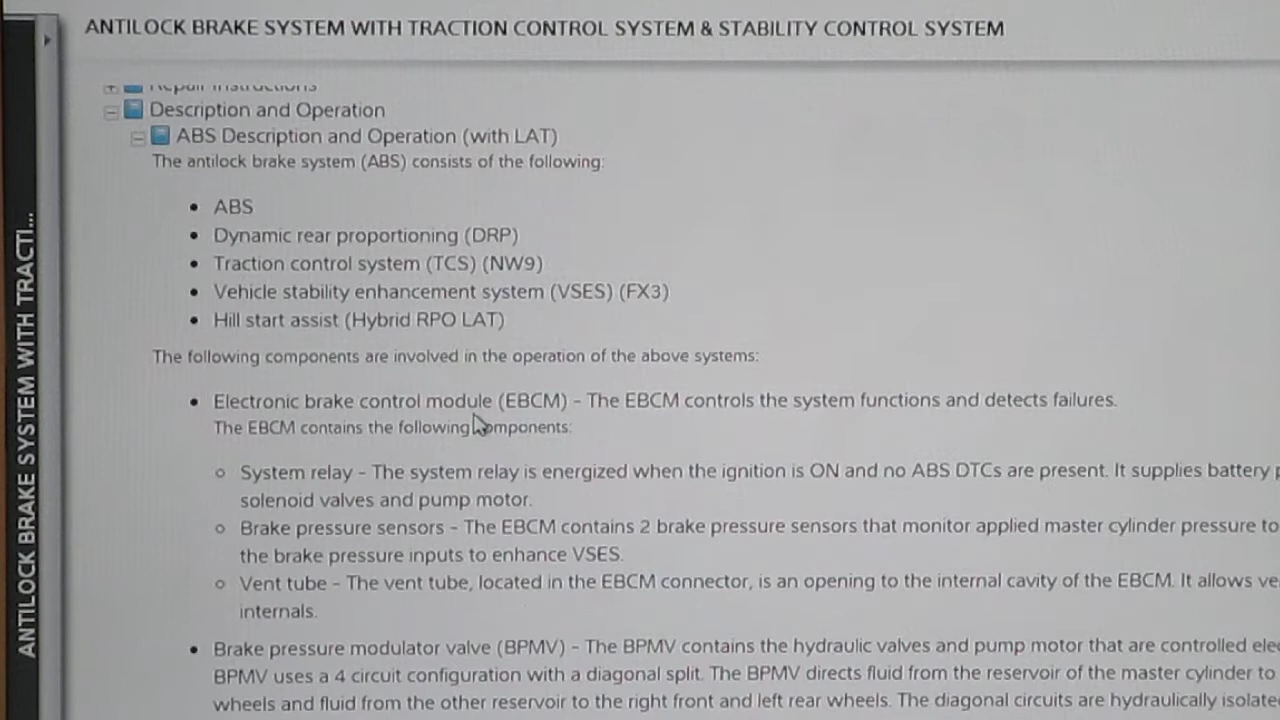 ANTILOCK BRAKE SYSTEM WITH TRACTION CONTROL SYSTEM & STABILITY CONTROL SYSTEM
Repair Instructions
Description and Operation
ABS Description and Operation (with LAT)
The antilock brake system (ABS) consists of the following:
• ABS
• Dynamic rear proportioning (DRP)
• Traction control system (TCS) (NW9)
• Vehicle stability enhancement system (VSES) (FX3)
• Hill start assist (Hybrid RPO LAT)
The following components are involved in the operation of the above systems:
• Electronic brake control module (EBCM) - The EBCM controls the system functions and detects failures.
The EBCM contains the following components:
○ System relay - The system relay is energized when the ignition is ON and no ABS DTCs are present. It supplies battery
solenoid valves and pump motor.
○ Brake pressure sensors - The EBCM contains 2 brake pressure sensors that monitor applied master cylinder pressure to
the brake pressure inputs to enhance VSES.
○ Vent tube - The vent tube, located in the EBCM connector, is an opening to the internal cavity of the EBCM. It allows
internals.
• Brake pressure modulator valve (BPMV) - The BPMV contains the hydraulic valves and pump motor that are controlled
BPMV uses a 4 circuit configuration with a diagonal split. The BPMV directs fluid from the reservoir of the master cylinder to
wheels and fluid from the other reservoir to the right front and left rear wheels. The diagonal circuits are hydraulically
ANTILOCK BRAKE SYSTEM WITH TRACTI...